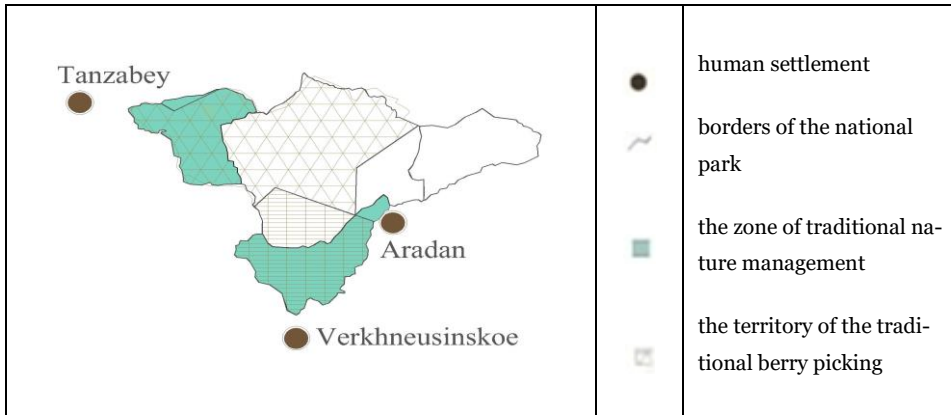 Tanzabey
Aradan
Verkhneusinskoe
human settlement
borders of the national
park
the zone of traditional na-
ture management
the territory of the tradi-
tional berry picking